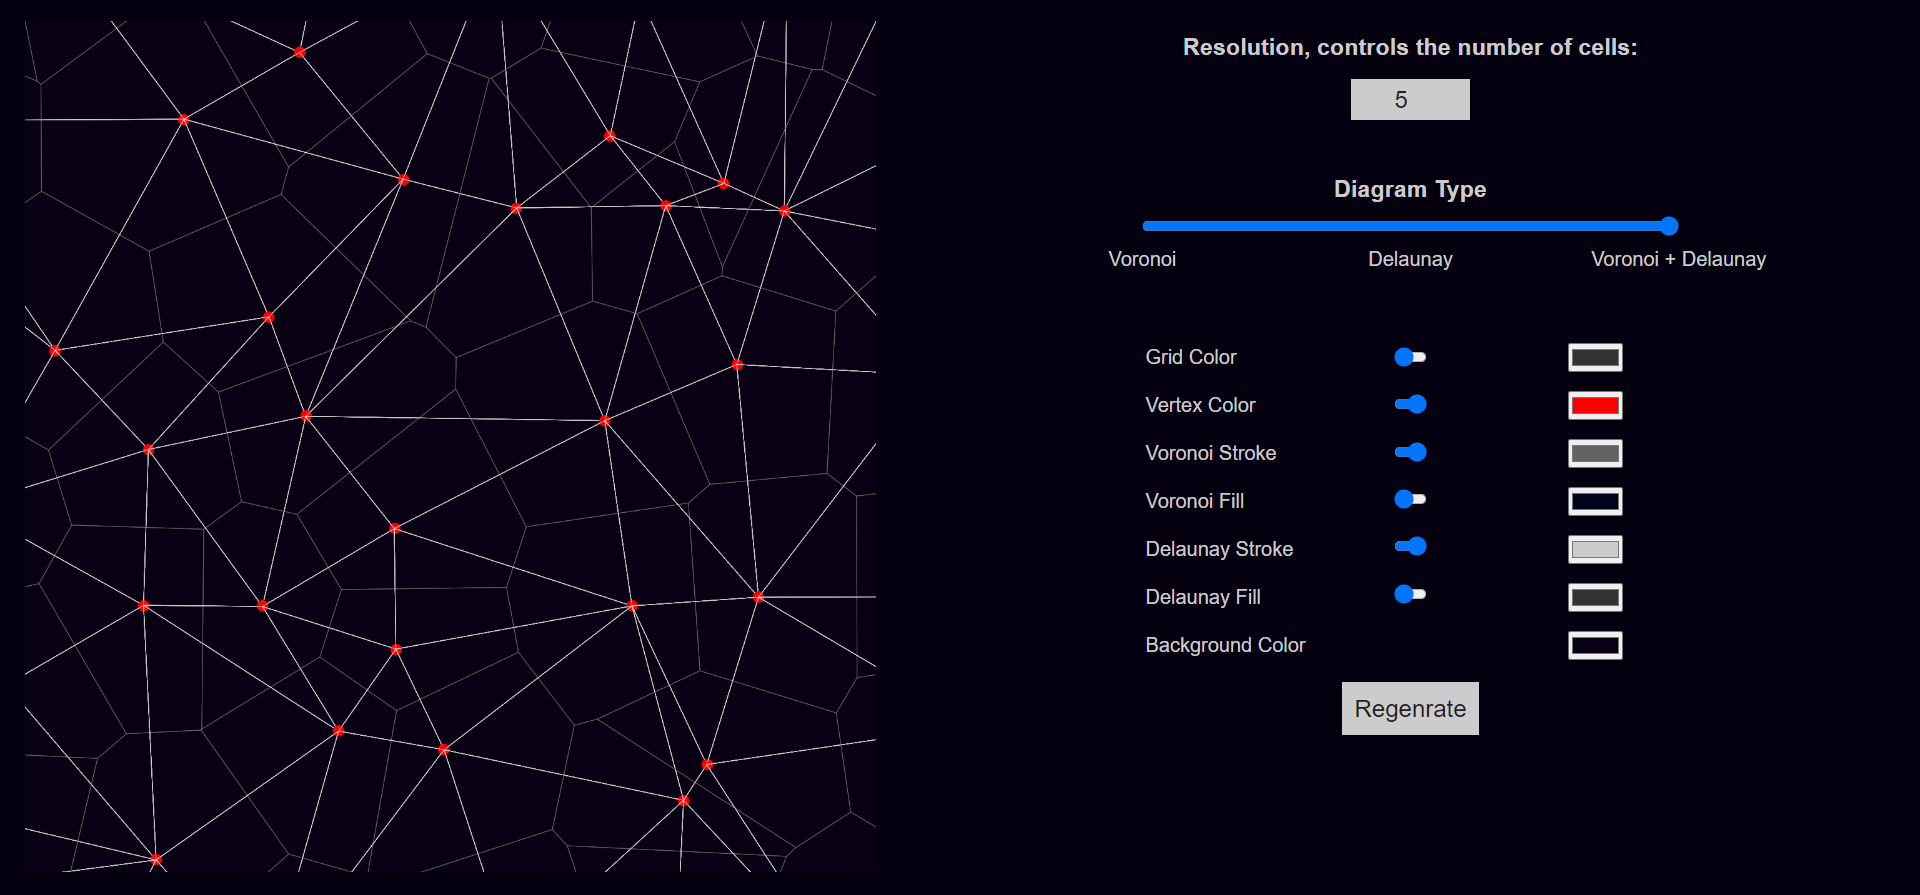 Resolution, controls the number of cells:
5
Diagram Type
Voronoi
Delaunay
Voronoi + Delaunay
Grid Color
Vertex Color
Voronoi Stroke
Voronoi Fill
Delaunay Stroke
Delaunay Fill
Background Color
Regenrate